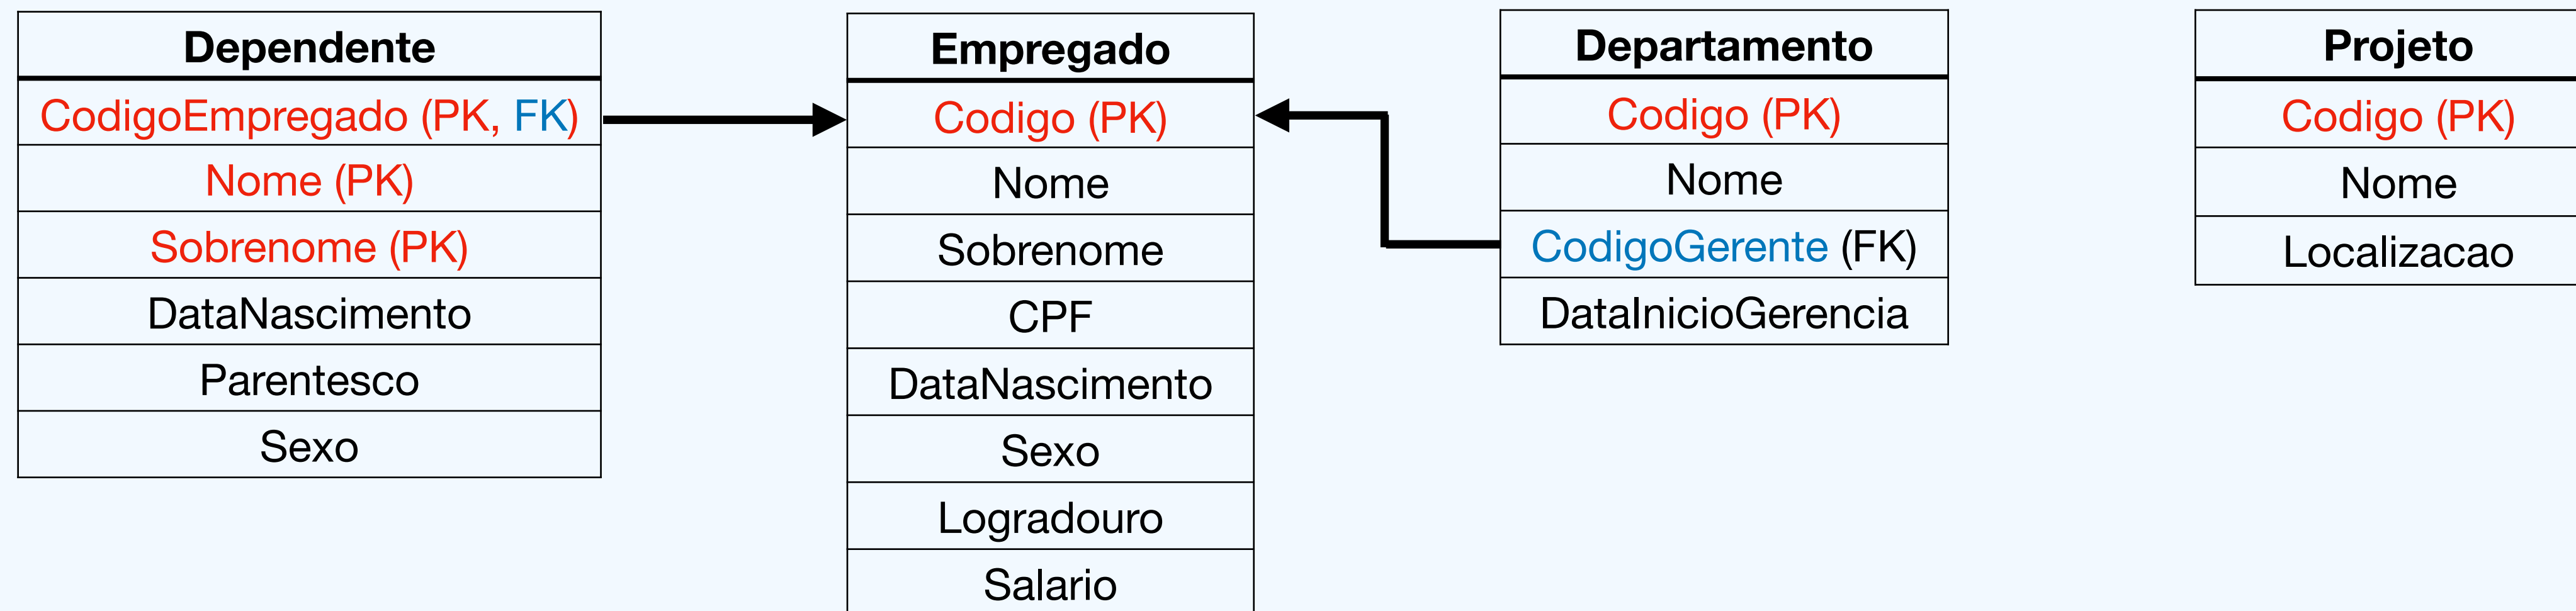 Dependente
CodigoEmpregado (PK, FK)
Nome (PK)
Sobrenome (PK)
DataNascimento
Parentesco
Sexo
Empregado
Codigo (PK)
Nome
Sobrenome
CPF
DataNascimento
Sexo
Logradouro
Salario
Departamento
Codigo (PK)
Nome
CodigoGerente (FK)
DataInicioGerencia
Projeto
Codigo (PK)
Nome
Localizacao